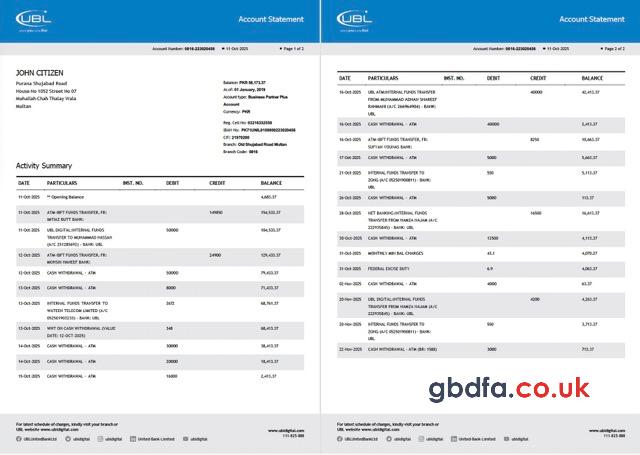 UBL
Account Statement
Account Number: 0816-223020456 • 11-Oct 2025 • Page 1 of 2
JOHN CITIZEN
Purana Shujabad Road
House No 1052 Street No 07
Mohallah Chah Thalay Wala
Multan
Balance: PKR 56,173.37
As of: 01 January, 2019
Account type: Business Partner Plus
Account
Currency: PKR
Reg. Cell No: 03216332550
CIF: 21970200
Branch: Old Shujabad Road Multan
Branch Code: 0816
Activity Summary
DATE PARTICULARS INST. NO. DEBIT CREDIT BALANCE
11-Oct-2025 ** Opening Balance 4,683.37
11-Oct-2025 ATM-IBFT FUNDS TRANSFER, FR: 149850 154,533.37
IMTIAZ BUTT BANK:
11-Oct-2025 UBL DIGITAL:INTERNAL FUNDS 50000 104,533.37
TRANSFER TO MUHAMMAD HASSAN
(A/C 231285693) - BANK: UBL
12-Oct-2025 ATM-IBFT FUNDS TRANSFER, FR: 24900 129,433.37
MOHSIN HANEEF BANK:
12-Oct-2025 CASH WITHDRAWAL - ATM 50000 79,433.37
13-Oct-2025 CASH WITHDRAWAL - ATM 8000 71,433.37
13-Oct-2025 INTERNAL FUNDS TRANSFER TO 2672 68,761.37
WATEEN TELECOM LIMITED (A/C
UBL
13-Oct-2025 WHT ON CASH WITHDRAWAL (VALUE 348 68,413.37
DATE: 12-OCT-2025)
14-Oct-2025 CASH WITHDRAWAL - ATM 30000 38,413.37
14-Oct-2025 CASH WITHDRAWAL - ATM 20000 18,413.37
15-Oct-2025 CASH WITHDRAWAL - ATM 16000 2,413.37
For latest schedule of charges, kindly visit your branch or
UBL website www.ubldigital.com
www.ubldigital.com
111-825-888
UBLUnitedBankLtd ubldigital ubldigital United-Bank-Limited ubldigital
UBL
Account Statement
Account Number: 0816-223020456 • 11-Oct 2025 • Page 2 of 2
DATE PARTICULARS INST. NO. DEBIT CREDIT BALANCE
16-Oct-2025 UBL ATM:INTERNAL FUNDS TRANSFER 40000 42,413.37
FROM MUHAMMAD AZHAN SHAREEF
RAHMANI (A/C 266964904) - BANK:
UBL
16-Oct-2025 CASH WITHDRAWAL - ATM 40000 2,413.37
16-Oct-2025 ATM-IBFT FUNDS TRANSFER, FR: 8250 10,663.37
SUFYAN YOUNAS BANK:
17-Oct-2025 CASH WITHDRAWAL - ATM 5000 5,663.37
21-Oct-2025 INTERNAL FUNDS TRANSFER TO 550 5,113.37
ZONG (A/C 052501900811) - BANK:
UBL
26-Oct-2025 CASH WITHDRAWAL - ATM 5000 113.37
28-Oct-2025 NET BANKING:INTERNAL FUNDS 16500 16,613.37
TRANSFER FROM HAMZA NAJAM (A/C
222935845) - BANK: UBL
30-Oct-2025 CASH WITHDRAWAL - ATM 12500 4,113.37
31-Oct-2025 MONTHLY MIN BAL CHARGES 43.1 4,070.27
31-Oct-2025 FEDERAL EXCISE DUTY 6.9 4,063.37
02-Nov-2025 CASH WITHDRAWAL - ATM 4000 63.37
20-Nov-2025 UBL DIGITAL:INTERNAL FUNDS 4200 4,263.37
TRANSFER FROM HAMZA NAJAM (A/C
222935845) - BANK: UBL
20-Nov-2025 INTERNAL FUNDS TRANSFER TO 550 3,713.37
ZONG (A/C 052501900811) - BANK:
UBL
22-Nov-2025 CASH WITHDRAWAL - ATM (BR: 1588) 3000 713.37
gbdfa.co.uk
For latest schedule of charges, kindly visit your branch or
UBL website www.ubldigital.com
www.ubldigital.com
111-825-888
UBLUnitedBankLtd ubldigital ubldigital United-Bank-Limited ubldigital